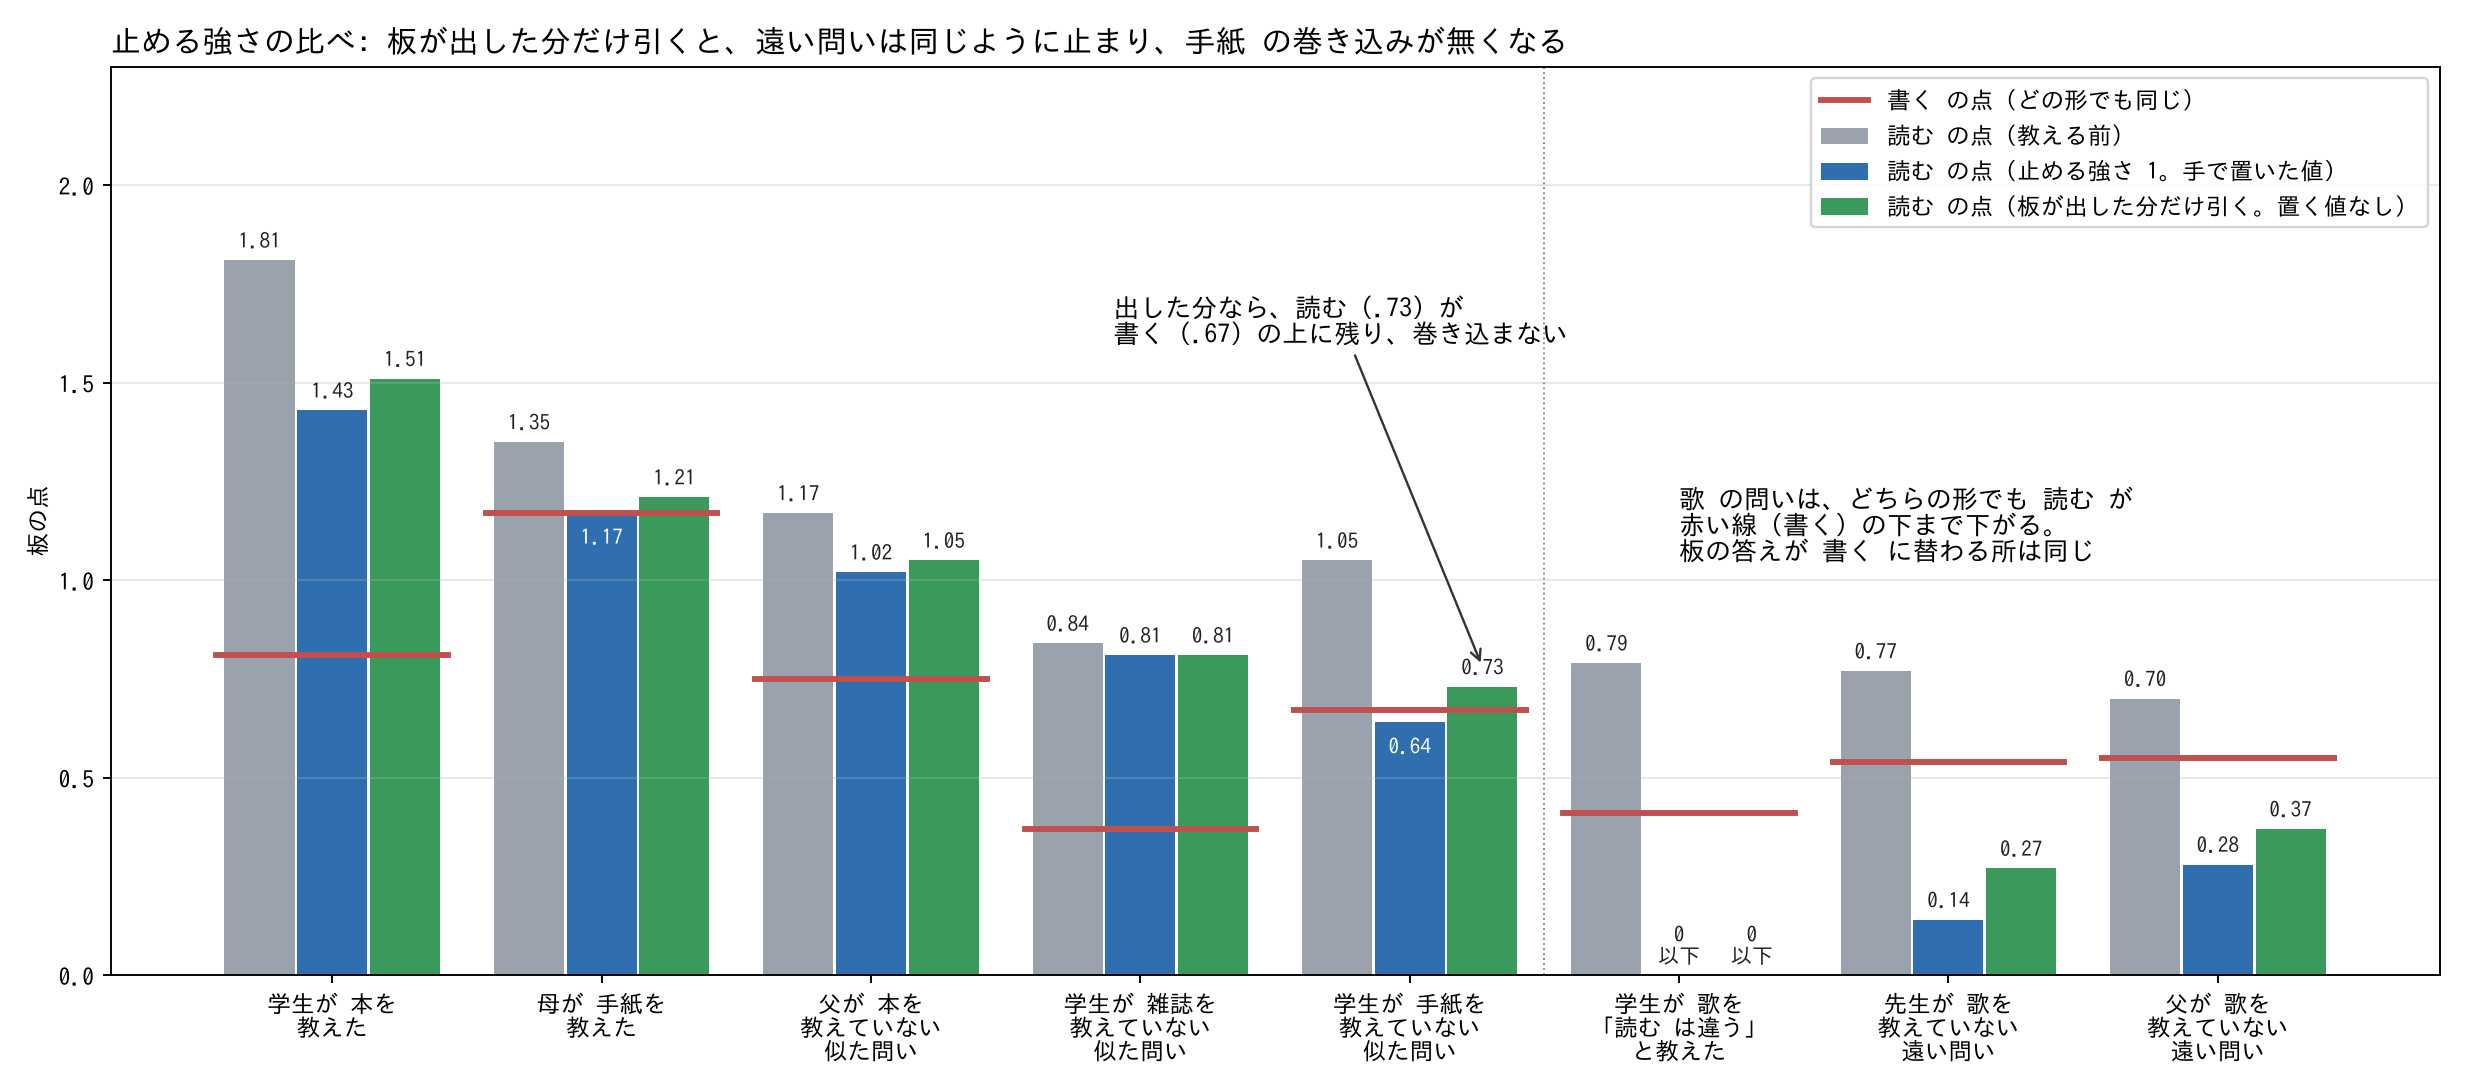 止める強さの比べ: 板が出した分だけ引くと、遠い問いは同じように止まり、手紙 の巻き込みが無くなる
書く の点（どの形でも同じ）
読む の点（教える前）
読む の点（止める強さ 1。手で置いた値）
読む の点（板が出した分だけ引く。置く値なし）
板の点
2.0
1.5
1.0
0.5
0.0
出した分なら、読む（.73）が
書く（.67）の上に残り、巻き込まない
歌 の問いは、どちらの形でも 読む が
赤い線（書く）の下まで下がる。
板の答えが 書く に替わる所は同じ
1.81
1.43
1.51
1.35
1.17
1.21
1.17
1.02
1.05
0.84
0.81
0.81
1.05
0.64
0.73
0.79
0
以下
0
以下
0.77
0.14
0.27
0.70
0.28
0.37
学生が 本を
教えた
母が 手紙を
教えた
父が 本を
教えていない
似た問い
学生が 雑誌を
教えていない
似た問い
学生が 手紙を
教えていない
似た問い
学生が 歌を
「読む は違う」
と教えた
先生が 歌を
教えていない
遠い問い
父が 歌を
教えていない
遠い問い